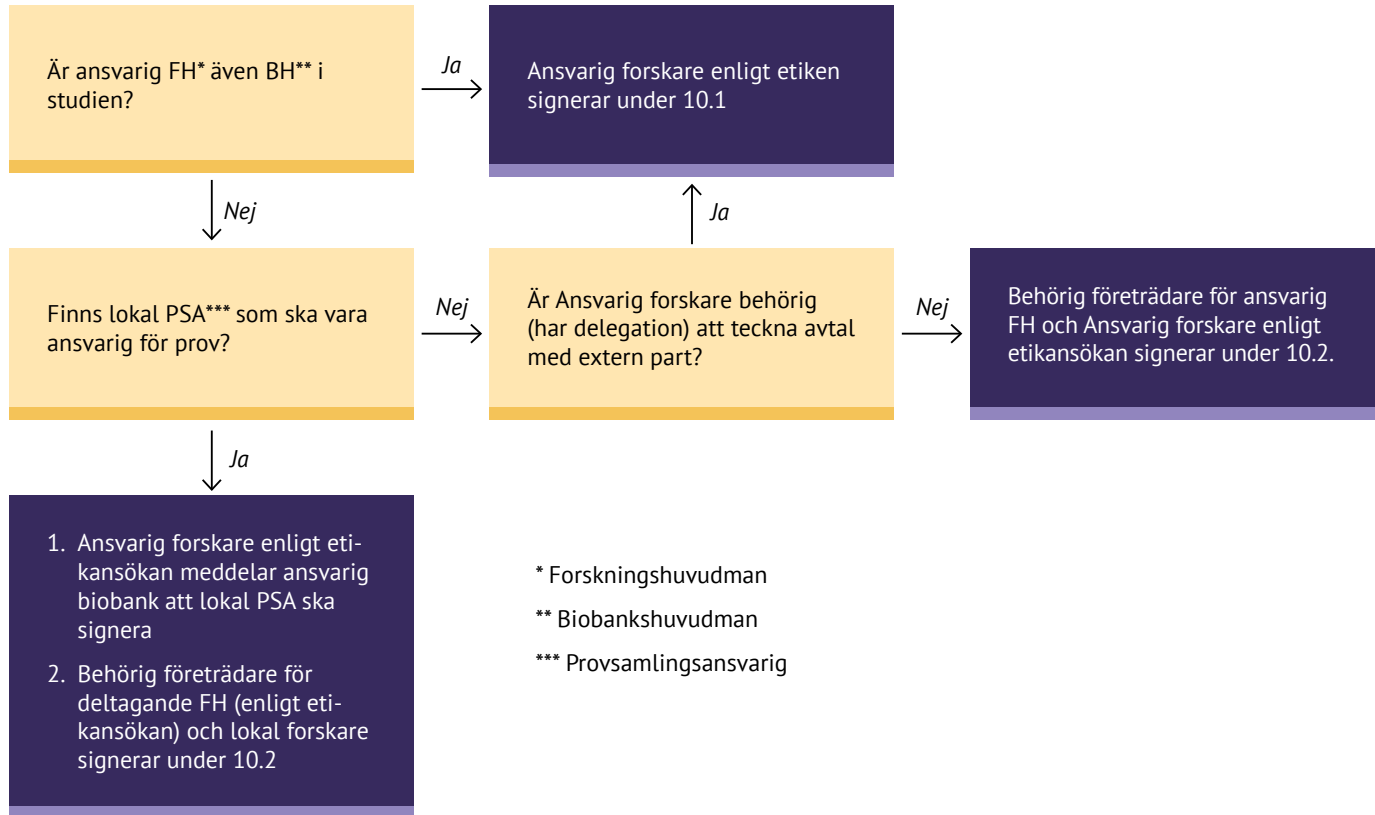 Är ansvarig FH* även BH** i
studien?
Ja
Ansvarig forskare enligt etiken
signerar under 10.1
Nej
Ja
Finns lokal PSA*** som ska vara
ansvarig för prov?
Nej
Är Ansvarig forskare behörig
(har delegation) att teckna avtal
med extern part?
Nej
Behörig företrädare för ansvarig
FH och Ansvarig forskare enligt
etikansökan signerar under 10.2.
Ja
1. Ansvarig forskare enligt eti-
kansökan meddelar ansvarig
biobank att lokal PSA ska
signera
2. Behörig företrädare för
deltagande FH (enligt eti-
kansökan) och lokal forskare
signerar under 10.2
* Forskningshuvudman
** Biobankshuvudman
*** Provsamlingsansvarig